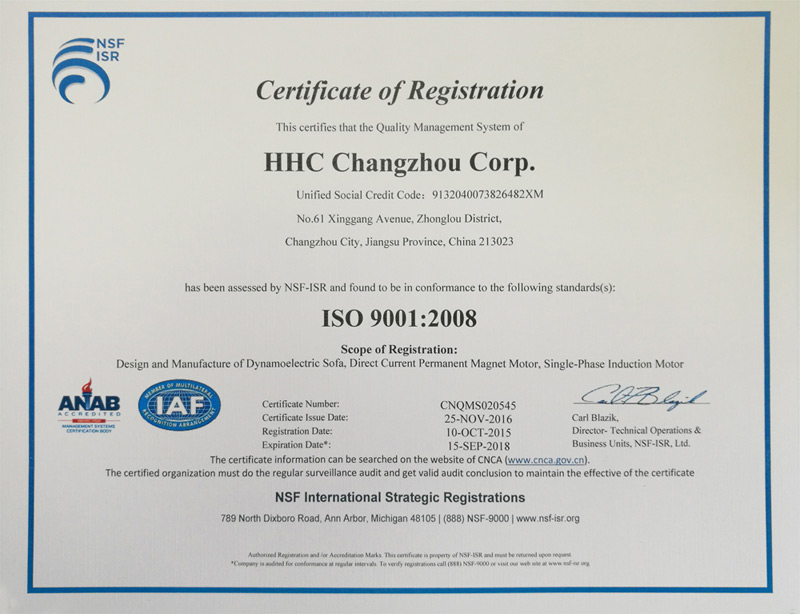 NSF
ISR
Certificate of Registration
This certifies that the Quality Management System of
HHC Changzhou Corp.
Unified Social Credit Code：9132040073826482XM
No.61 Xinggang Avenue, Zhonglou District,
Changzhou City, Jiangsu Province, China 213023
has been assessed by NSF-ISR and found to be in conformance to the following standards(s):
ISO 9001:2008
Scope of Registration:
Design and Manufacture of Dynamoelectric Sofa, Direct Current Permanent Magnet Motor, Single-Phase Induction Motor
ANAB
ACCREDITED
MANAGEMENT SYSTEMS
CERTIFICATION BODY
MEMBER OF MULTILATERAL
IAF
RECOGNITION ARRANGEMENT
Certificate Number: CNQMS020545
Certificate Issue Date: 25-NOV-2016
Registration Date: 10-OCT-2015
Expiration Date*: 15-SEP-2018
Carl Blazik,
Director- Technical Operations &
Business Units, NSF-ISR, Ltd.
The certificate information can be searched on the website of CNCA (www.cnca.gov.cn).
The certified organization must do the regular surveillance audit and get valid audit conclusion to maintain the effective of the certificate
NSF International Strategic Registrations
789 North Dixboro Road, Ann Arbor, Michigan 48105 | (888) NSF-9000 | www.nsf-isr.org
Authorized Registration and /or Accreditation Marks. This certificate is property of NSF-ISR and must be returned upon request.
*Company is audited for conformance at regular intervals. To verify registrations call (888) NSF-9000 or visit our web site at www.nsf-isr.org